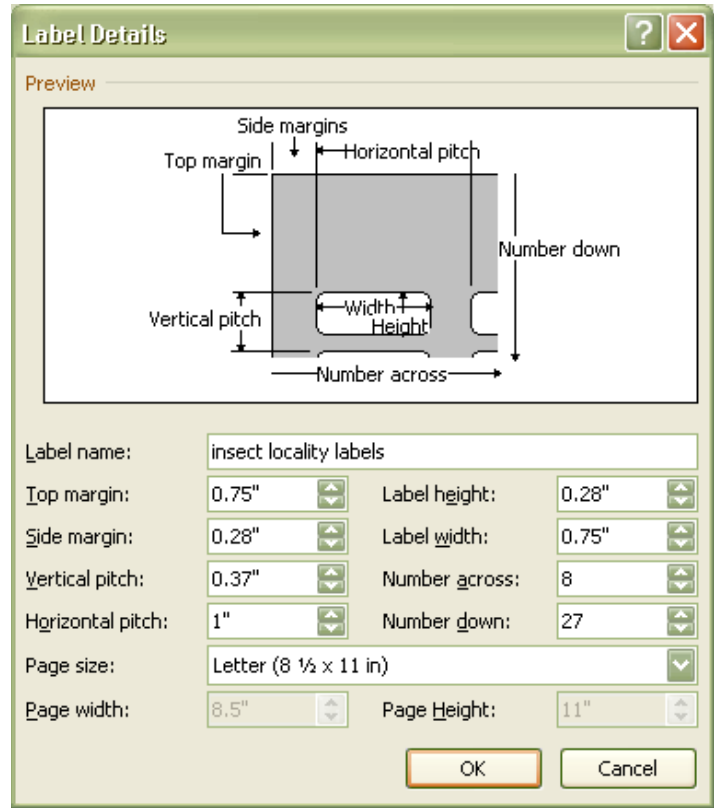 Label Details
Preview
Side margins
Horizontal pitch
Top margin
Number down
Width
Vertical pitch
Height
Number across
Label name: insect locality labels
Top margin: 0.75" Label height: 0.28"
Side margin: 0.28" Label width: 0.75"
Vertical pitch: 0.37" Number across: 8
Horizontal pitch: 1" Number down: 27
Page size: Letter (8 ½ x 11 in)
Page width: 8.5" Page Height: 11"
OK Cancel